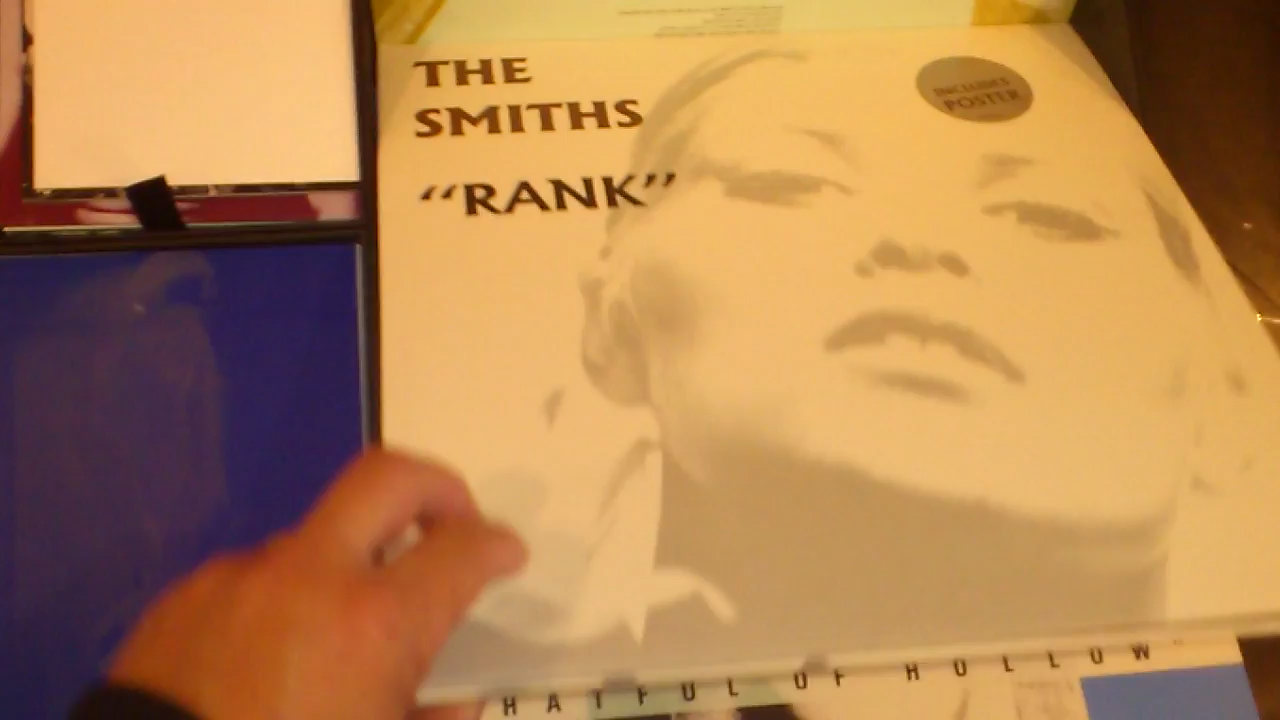 THE
SMITHS
"RANK"
INCLUDES
POSTER
HATFUL OF HOLLOW"